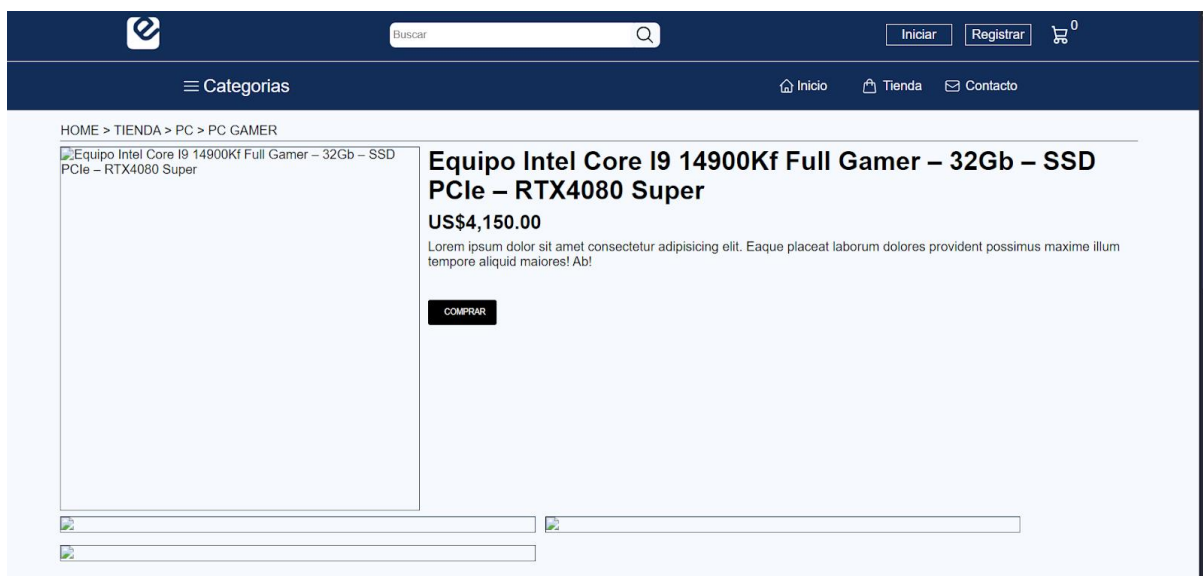 Buscar
Iniciar
Registrar
0
Categorias
Inicio
Tienda
Contacto
HOME > TIENDA > PC > PC GAMER
Equipo Intel Core I9 14900Kf Full Gamer – 32Gb – SSD
PCIe – RTX4080 Super
Equipo Intel Core I9 14900Kf Full Gamer – 32Gb – SSD
PCIe – RTX4080 Super
US$4,150.00
Lorem ipsum dolor sit amet consectetur adipisicing elit. Eaque placeat laborum dolores provident possimus maxime illum
tempore aliquid maiores! Ab!
COMPRAR